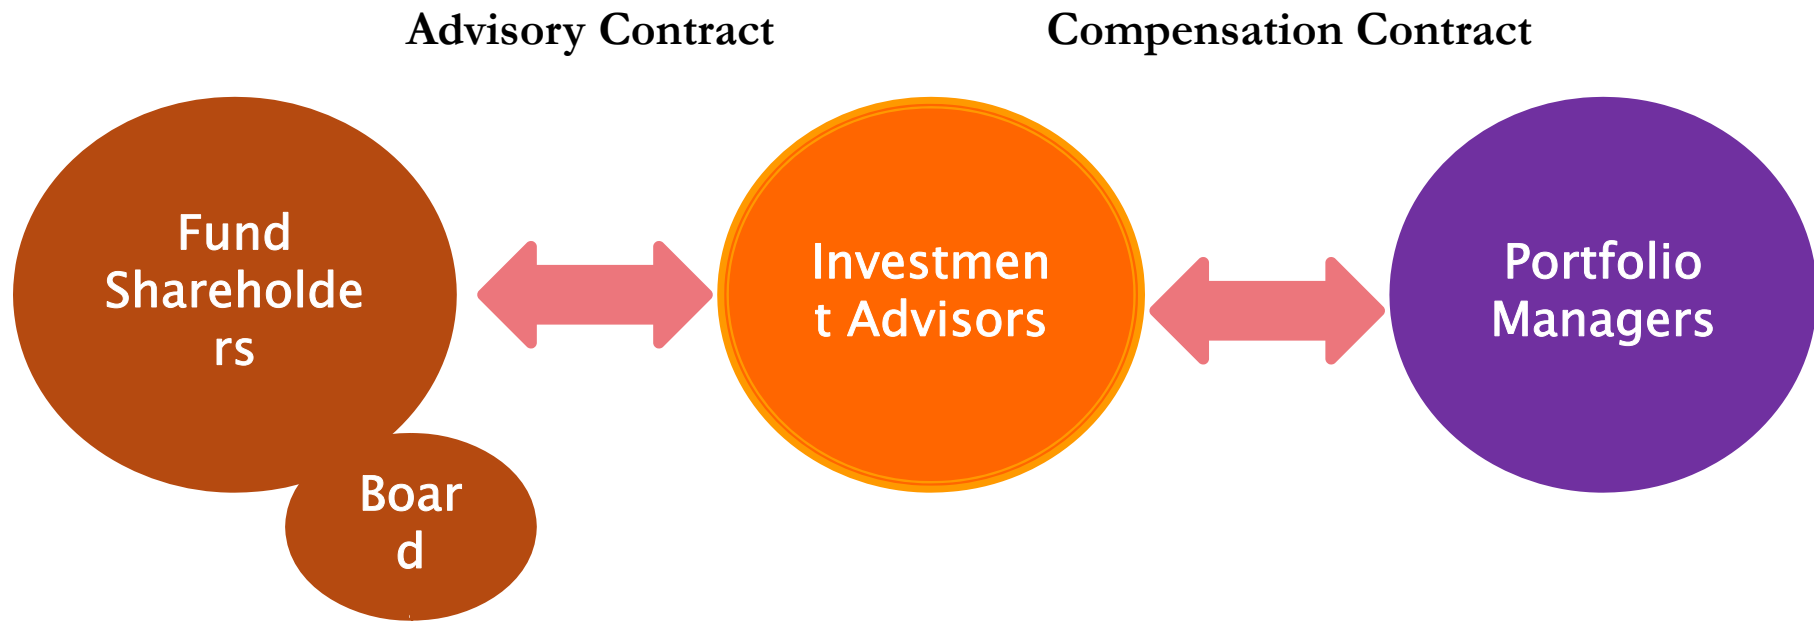 Advisory Contract
Compensation Contract
Fund
Shareholde
rs
Investmen
t Advisors
Portfolio
Managers
Boar
d